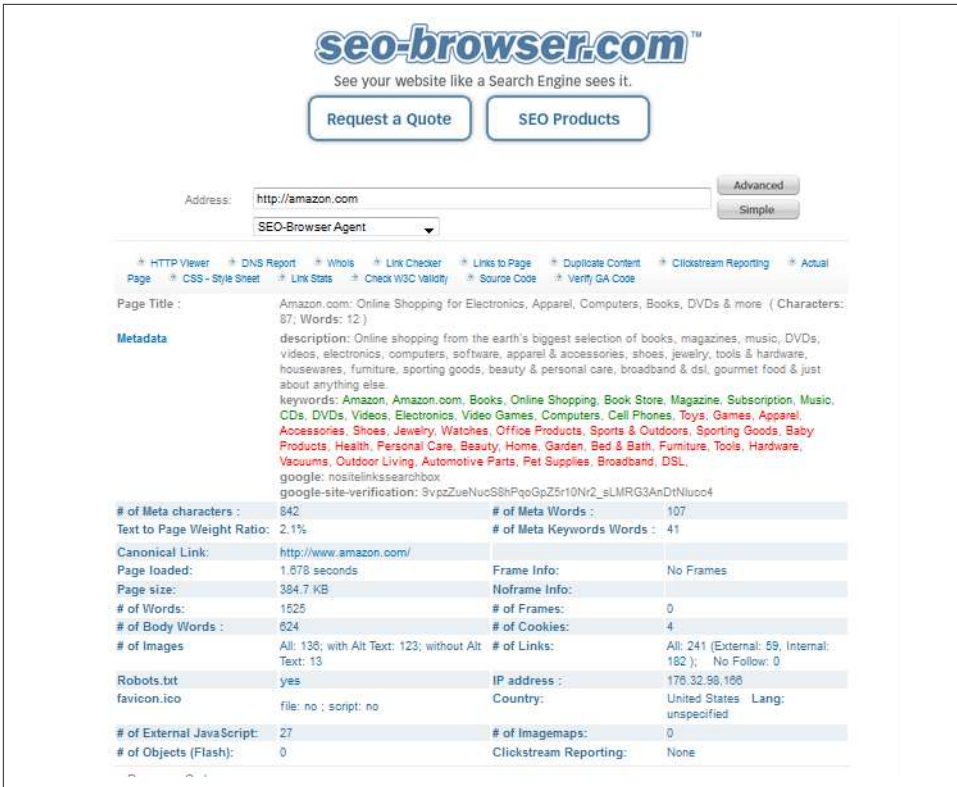 seo-browser.com™
See your website like a Search Engine sees it.
Request a Quote SEO Products
Address: http://amazon.com Advanced
Simple
SEO-Browser Agent
HTTP Viewer DNS Report Whois Link Checker Links to Page Duplicate Content Clickstream Reporting Actual
Page CSS - Style Sheet Link Stats Check W3C Validity Source Code Verify GA Code
Page Title : Amazon.com: Online Shopping for Electronics, Apparel, Computers, Books, DVDs & more ( Characters:
87; Words: 12 )
Metadata description: Online shopping from the earth's biggest selection of books, magazines, music, DVDs,
videos, electronics, computers, software, apparel & accessories, shoes, jewelry, tools & hardware,
housewares, furniture, sporting goods, beauty & personal care, broadband & dsl, gourmet food & just
about anything else.
keywords: Amazon, Amazon.com, Books, Online Shopping, Book Store, Magazine, Subscription, Music,
CDs, DVDs, Videos, Electronics, Video Games, Computers, Cell Phones, Toys, Games, Apparel,
Accessories, Shoes, Jewelry, Watches, Office Products, Sports & Outdoors, Sporting Goods, Baby
Products, Health, Personal Care, Beauty, Home, Garden, Bed & Bath, Furniture, Tools, Hardware,
Vacuums, Outdoor Living, Automotive Parts, Pet Supplies, Broadband, DSL,
google: nositelinkssearchbox
google-site-verification:
# of Meta characters : 842 # of Meta Words : 107
Text to Page Weight Ratio: 2.1% # of Meta Keywords Words : 41
Canonical Link: http://www.amazon.com/
Page loaded: 1.678 seconds Frame Info: No Frames
Page size: 384.7 KB Noframe Info:
# of Words: 1525 # of Frames: 0
# of Body Words : 624 # of Cookies: 4
# of Images All: 136; with Alt Text: 123; without Alt # of Links: All: 241 (External: 59, Internal:
Text: 13 182 ); No Follow: 0
Robots.txt yes IP address : 176.32.98.166
favicon.ico file: no ; script: no Country: United States Lang:
unspecified
# of External JavaScript: 27 # of Imagemaps: 0
# of Objects (Flash): 0 Clickstream Reporting: None